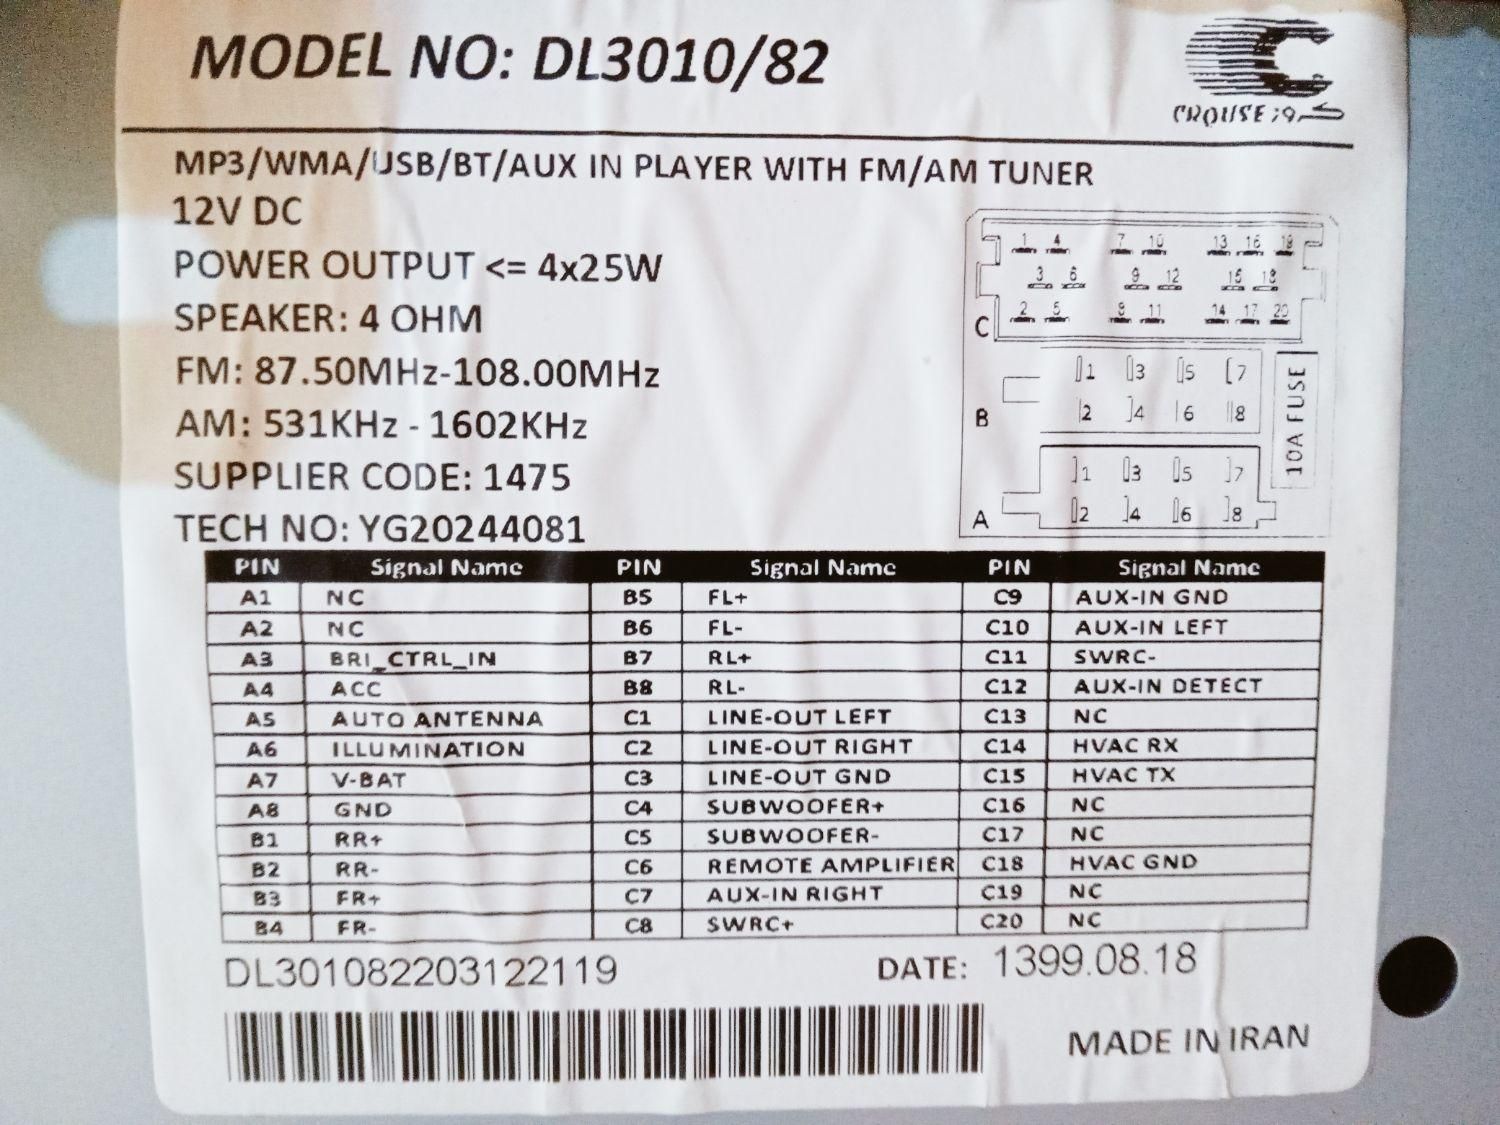 MODEL NO: DL3010/82
CROUSE کروز
MP3/WMA/USB/BT/AUX IN PLAYER WITH FM/AM TUNER
12V DC
POWER OUTPUT <= 4x25W
SPEAKER: 4 OHM
FM: 87.50MHz-108.00MHz
AM: 531KHz - 1602KHz
SUPPLIER CODE: 1475
TECH NO: YG20244081
1 4 7 10 13 16 19
3 6 9 12 15 18
2 5 8 11 14 17 20
C
1 3 5 7
B 2 4 6 8
10A FUSE
1 3 5 7
A 2 4 6 8
PIN Signal Name PIN Signal Name PIN Signal Name
A1 NC B5 FL+ C9 AUX-IN GND
A2 NC B6 FL- C10 AUX-IN LEFT
A3 BRI_CTRL_IN B7 RL+ C11 SWRC-
A4 ACC B8 RL- C12 AUX-IN DETECT
A5 AUTO ANTENNA C1 LINE-OUT LEFT C13 NC
A6 ILLUMINATION C2 LINE-OUT RIGHT C14 HVAC RX
A7 V-BAT C3 LINE-OUT GND C15 HVAC TX
A8 GND C4 SUBWOOFER+ C16 NC
B1 RR+ C5 SUBWOOFER- C17 NC
B2 RR- C6 REMOTE AMPLIFIER C18 HVAC GND
B3 FR+ C7 AUX-IN RIGHT C19 NC
B4 FR- C8 SWRC+ C20 NC
DL301082203122119 DATE: 1399.08.18
MADE IN IRAN